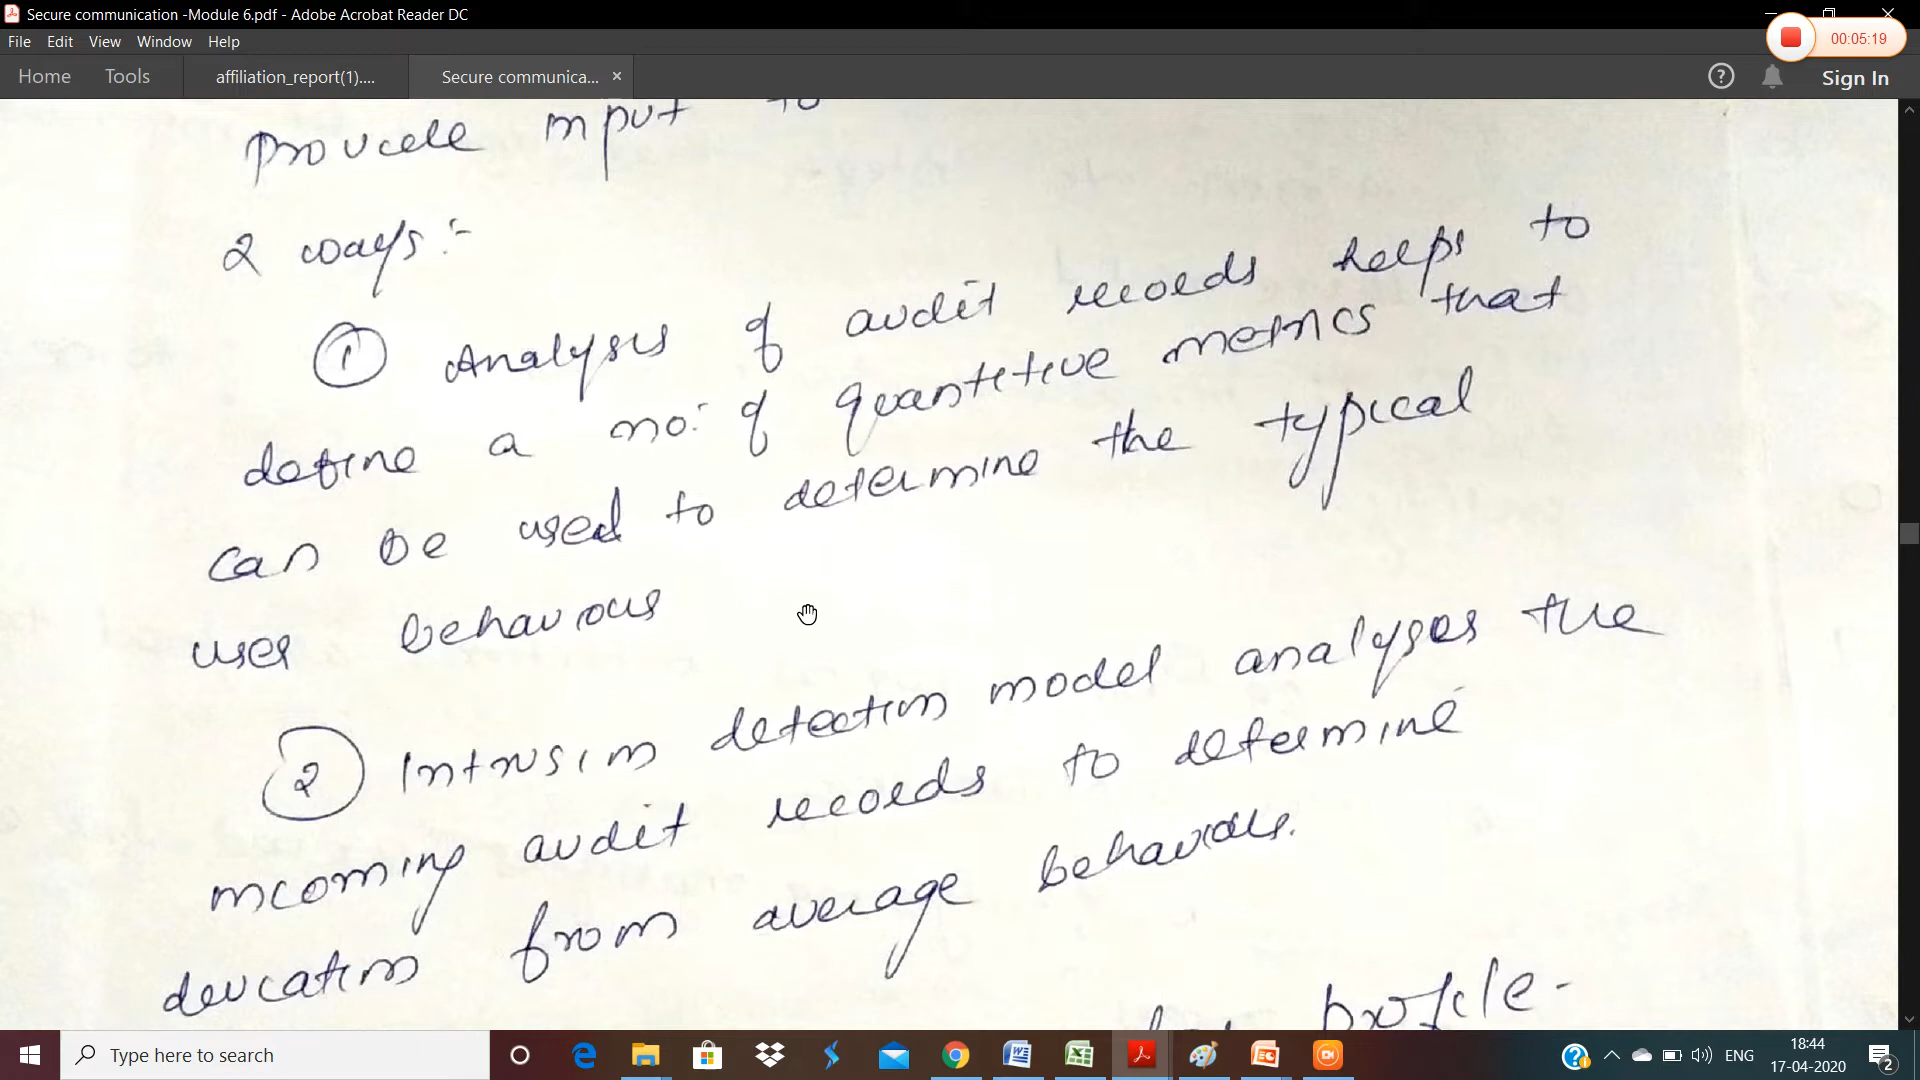 Secure communication -Module 6.pdf - Adobe Acrobat Reader DC
00:05:19
File Edit View Window Help
Home Tools affiliation_report(1).... Secure communica... × Sign In
provide input to
2 ways :-
1 Analysis of audit records helps to
define a no: of quantitive metrics that
can be used to determine the typical
user behaviour
2 Intrusion detection model analyses the
incoming audit records to determine
deviation from average behaviour.
profile-
Type here to search
ENG
18:44
17-04-2020
2